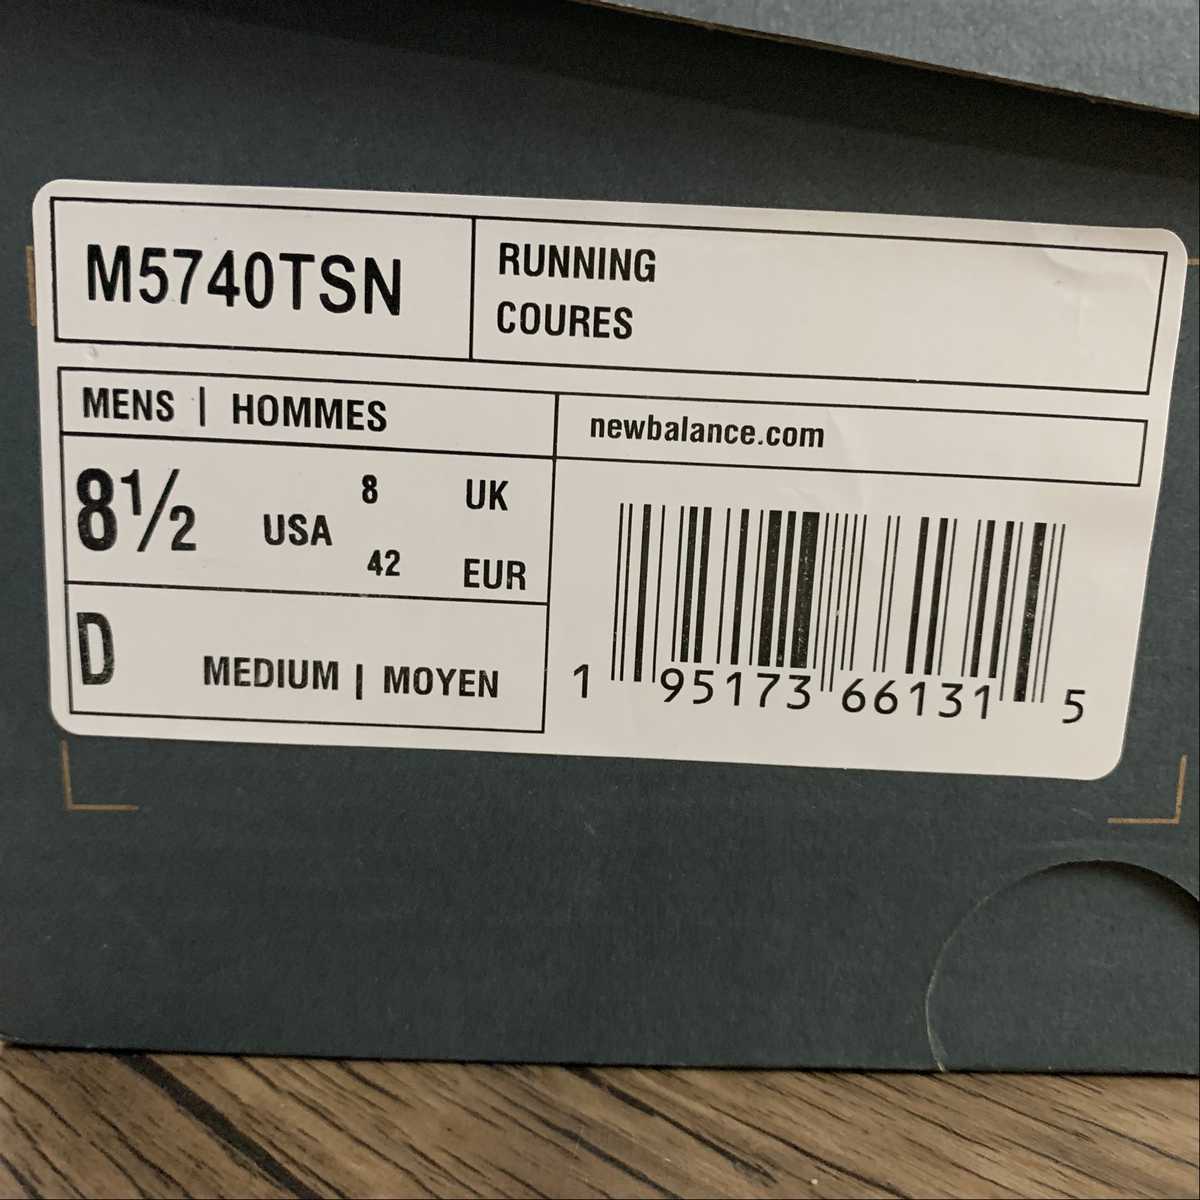 M5740TSN
RUNNING
COURES
MENS | HOMMES
newbalance.com
8½ USA
8 UK
42 EUR
D MEDIUM | MOYEN
1 95173 66131 5